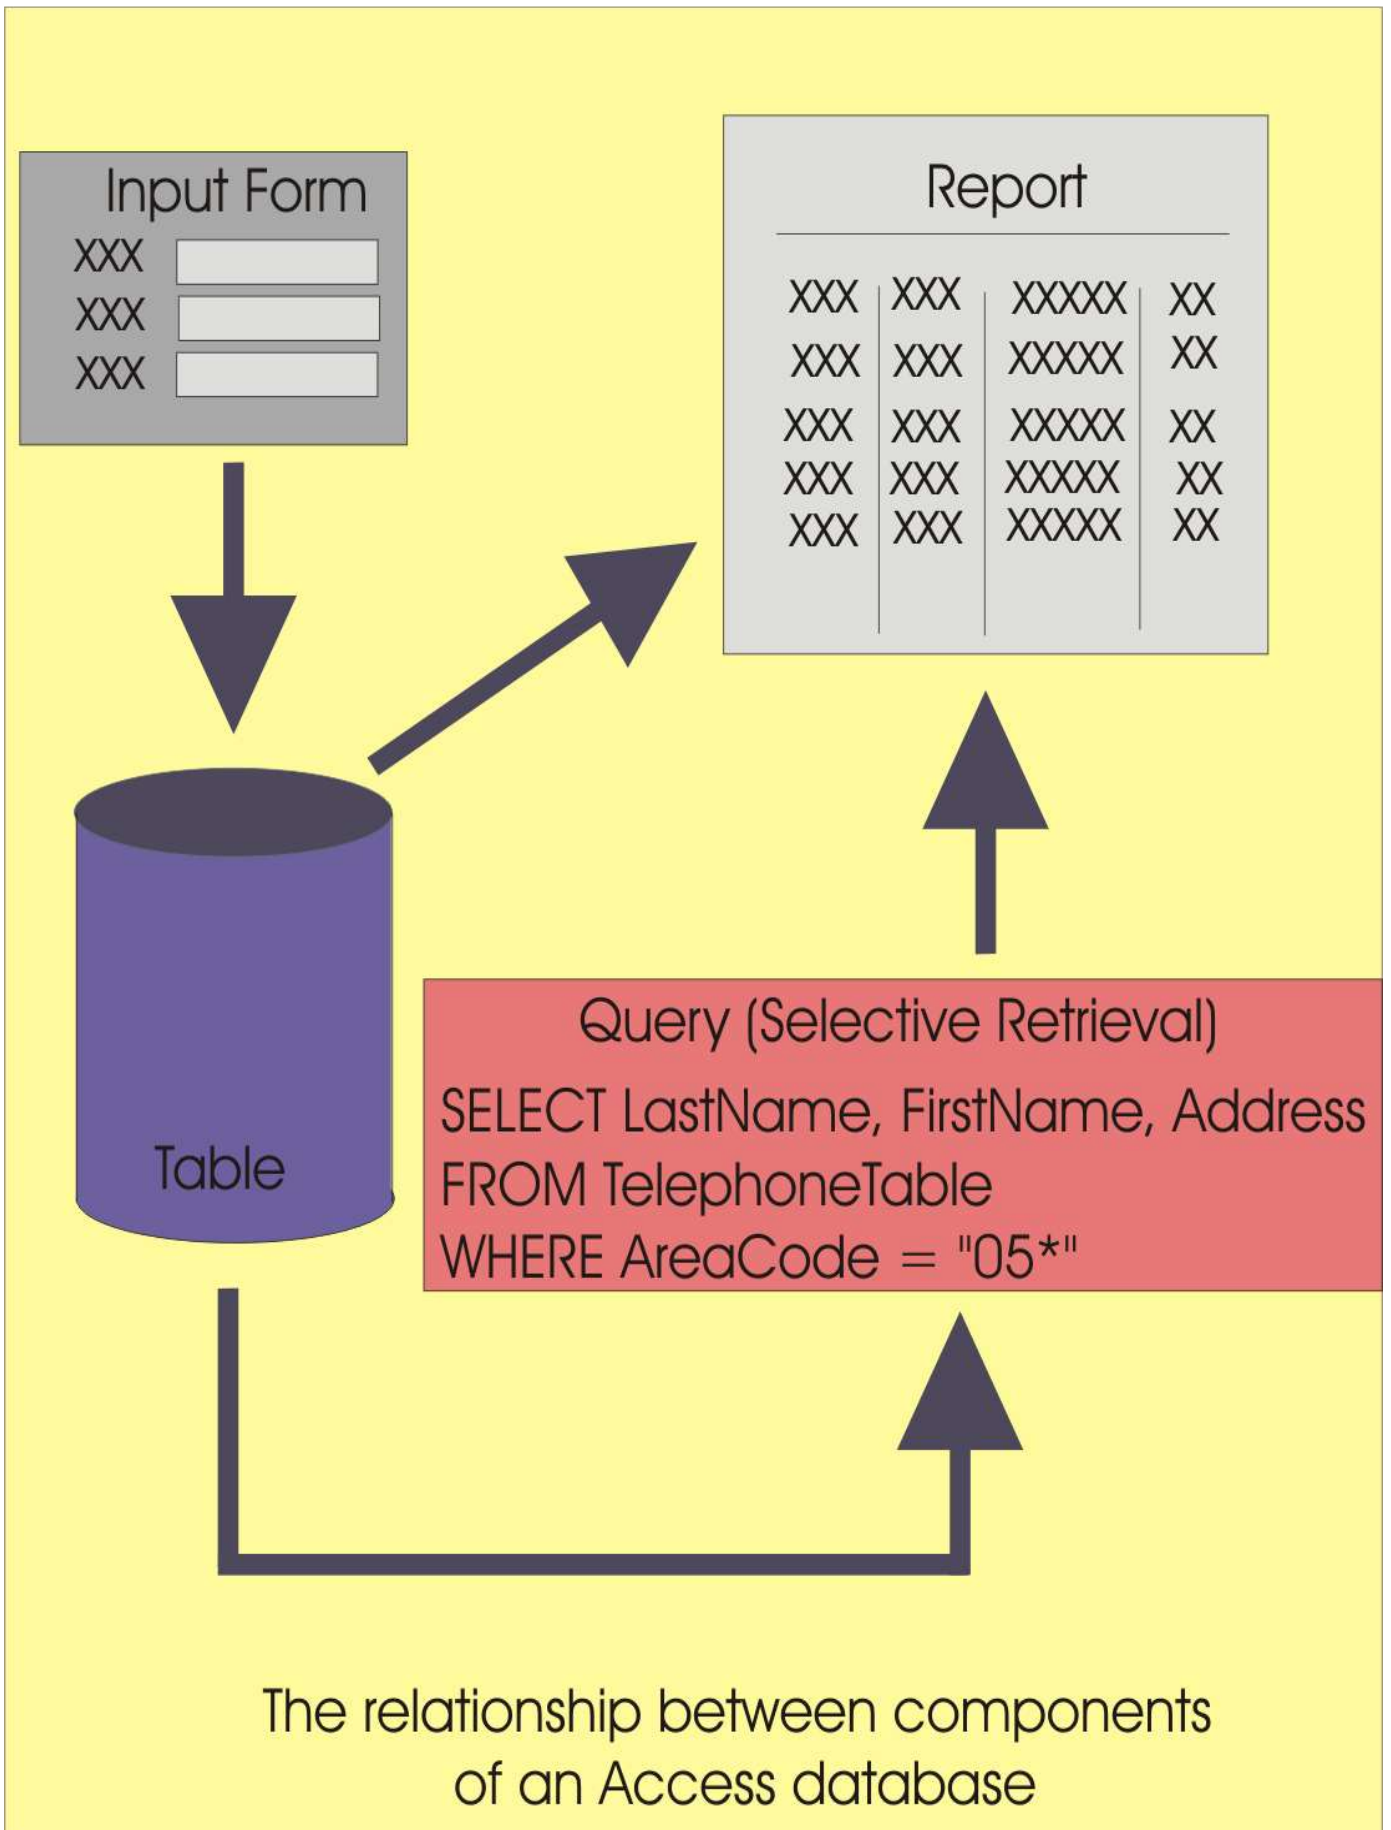 Input Form
XXX
XXX
XXX
Report
XXX XXX XXXXX XX
XXX XXX XXXXX XX
XXX XXX XXXXX XX
XXX XXX XXXXX XX
XXX XXX XXXXX XX
Table
Query (Selective Retrieval)
SELECT LastName, FirstName, Address
FROM TelephoneTable
WHERE AreaCode = "05*"
The relationship between components
of an Access database